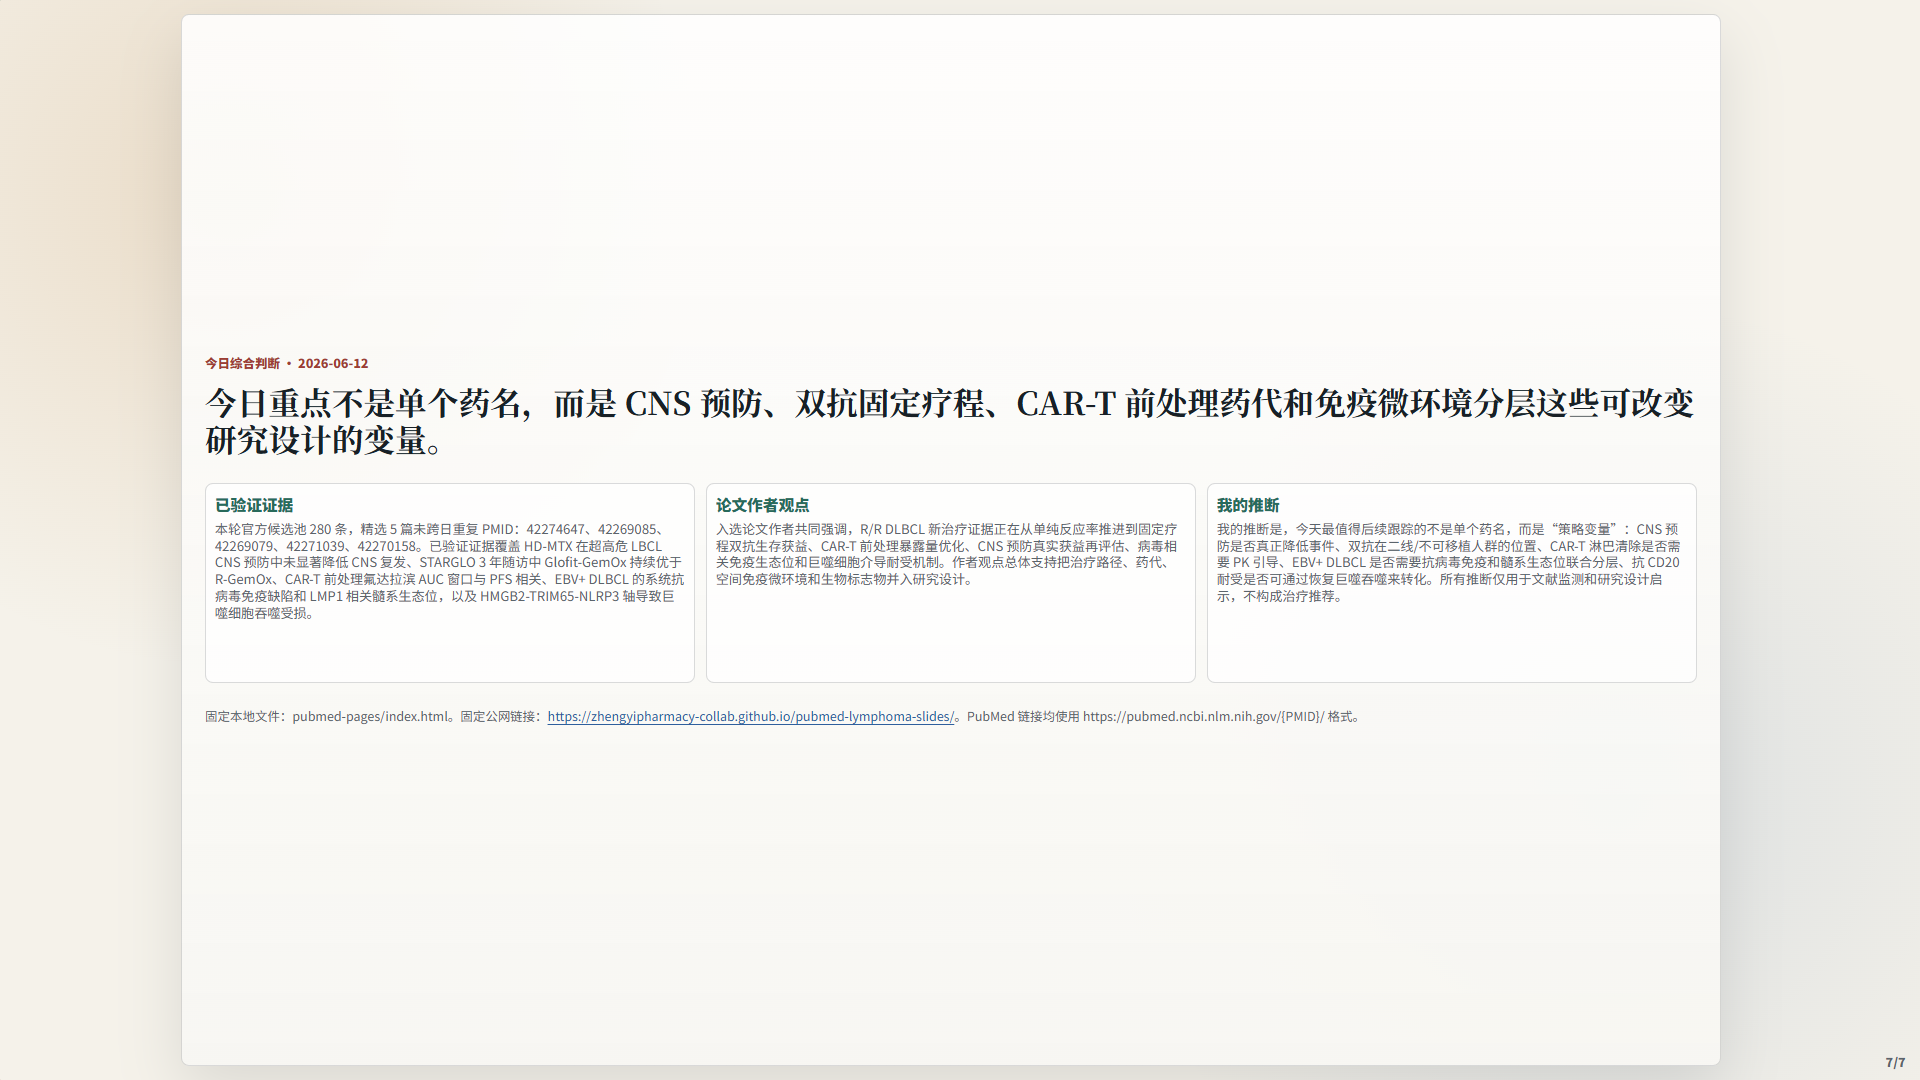 今日综合判断 • 2026-06-12
今日重点不是单个药名，而是 CNS 预防、双抗固定疗程、CAR-T 前处理药代和免疫微环境分层这些可改变
研究设计的变量。
已验证证据
本轮官方候选池 280 条，精选 5 篇未跨日重复 PMID：42274647、42269085、
42269079、42271039、42270158。已验证证据覆盖 HD-MTX 在超高危 LBCL
CNS 预防中未显著降低 CNS 复发、STARGLO 3 年随访中 Glofit-GemOx 持续优于
R-GemOx、CAR-T 前处理氟达拉滨 AUC 窗口与 PFS 相关、EBV+ DLBCL 的系统抗
病毒免疫缺陷和 LMP1 相关髓系生态位，以及 HMGB2-TRIM65-NLRP3 轴导致巨
噬细胞吞噬受损。
论文作者观点
入选论文作者共同强调，R/R DLBCL 新治疗证据正在从单纯反应率推进到固定疗
程双抗生存获益、CAR-T 前处理暴露量优化、CNS 预防真实获益再评估、病毒相
关免疫生态位和巨噬细胞介导耐受机制。作者观点总体支持把治疗路径、药代、
空间免疫微环境和生物标志物并入研究设计。
我的推断
我的推断是，今天最值得后续跟踪的不是单个药名，而是“策略变量”：CNS 预
防是否真正降低事件、双抗在二线/不可移植人群的位置、CAR-T 淋巴清除是否需
要 PK 引导、EBV+ DLBCL 是否需要抗病毒免疫和髓系生态位联合分层、抗 CD20
耐受是否可通过恢复巨噬吞噬来转化。所有推断仅用于文献监测和研究设计启
示，不构成治疗推荐。
固定本地文件：pubmed-pages/index.html。固定公网链接：https://zhengyipharmacy-collab.github.io/pubmed-lymphoma-slides/。PubMed 链接均使用 https://pubmed.ncbi.nlm.nih.gov/{PMID}/ 格式。
7/7